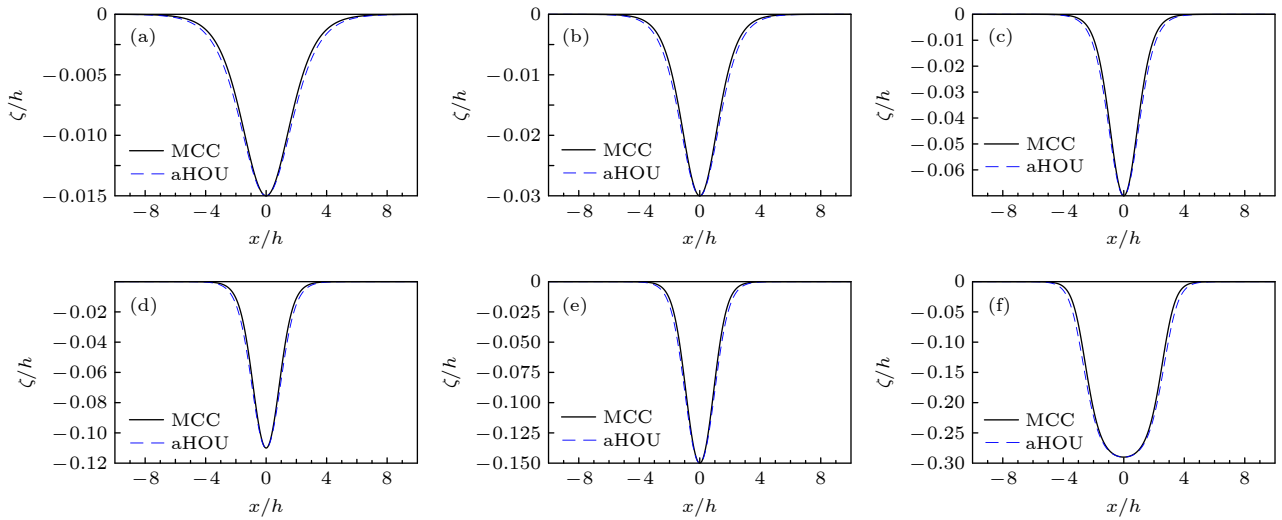 0
−0.005
−0.010
−0.015
ζ/h
(a)
MCC
aHOU
−8 −4 0 4 8
x/h
0
−0.01
−0.02
−0.03
ζ/h
(b)
MCC
aHOU
−8 −4 0 4 8
x/h
0
−0.01
−0.02
−0.03
−0.04
−0.05
−0.06
ζ/h
(c)
MCC
aHOU
−8 −4 0 4 8
x/h
−0.02
−0.04
−0.06
−0.08
−0.10
−0.12
ζ/h
(d)
MCC
aHOU
−8 −4 0 4 8
x/h
0
−0.025
−0.050
−0.075
−0.100
−0.125
−0.150
ζ/h
(e)
MCC
aHOU
−8 −4 0 4 8
x/h
0
−0.05
−0.10
−0.15
−0.20
−0.25
−0.30
ζ/h
(f)
MCC
aHOU
−8 −4 0 4 8
x/h